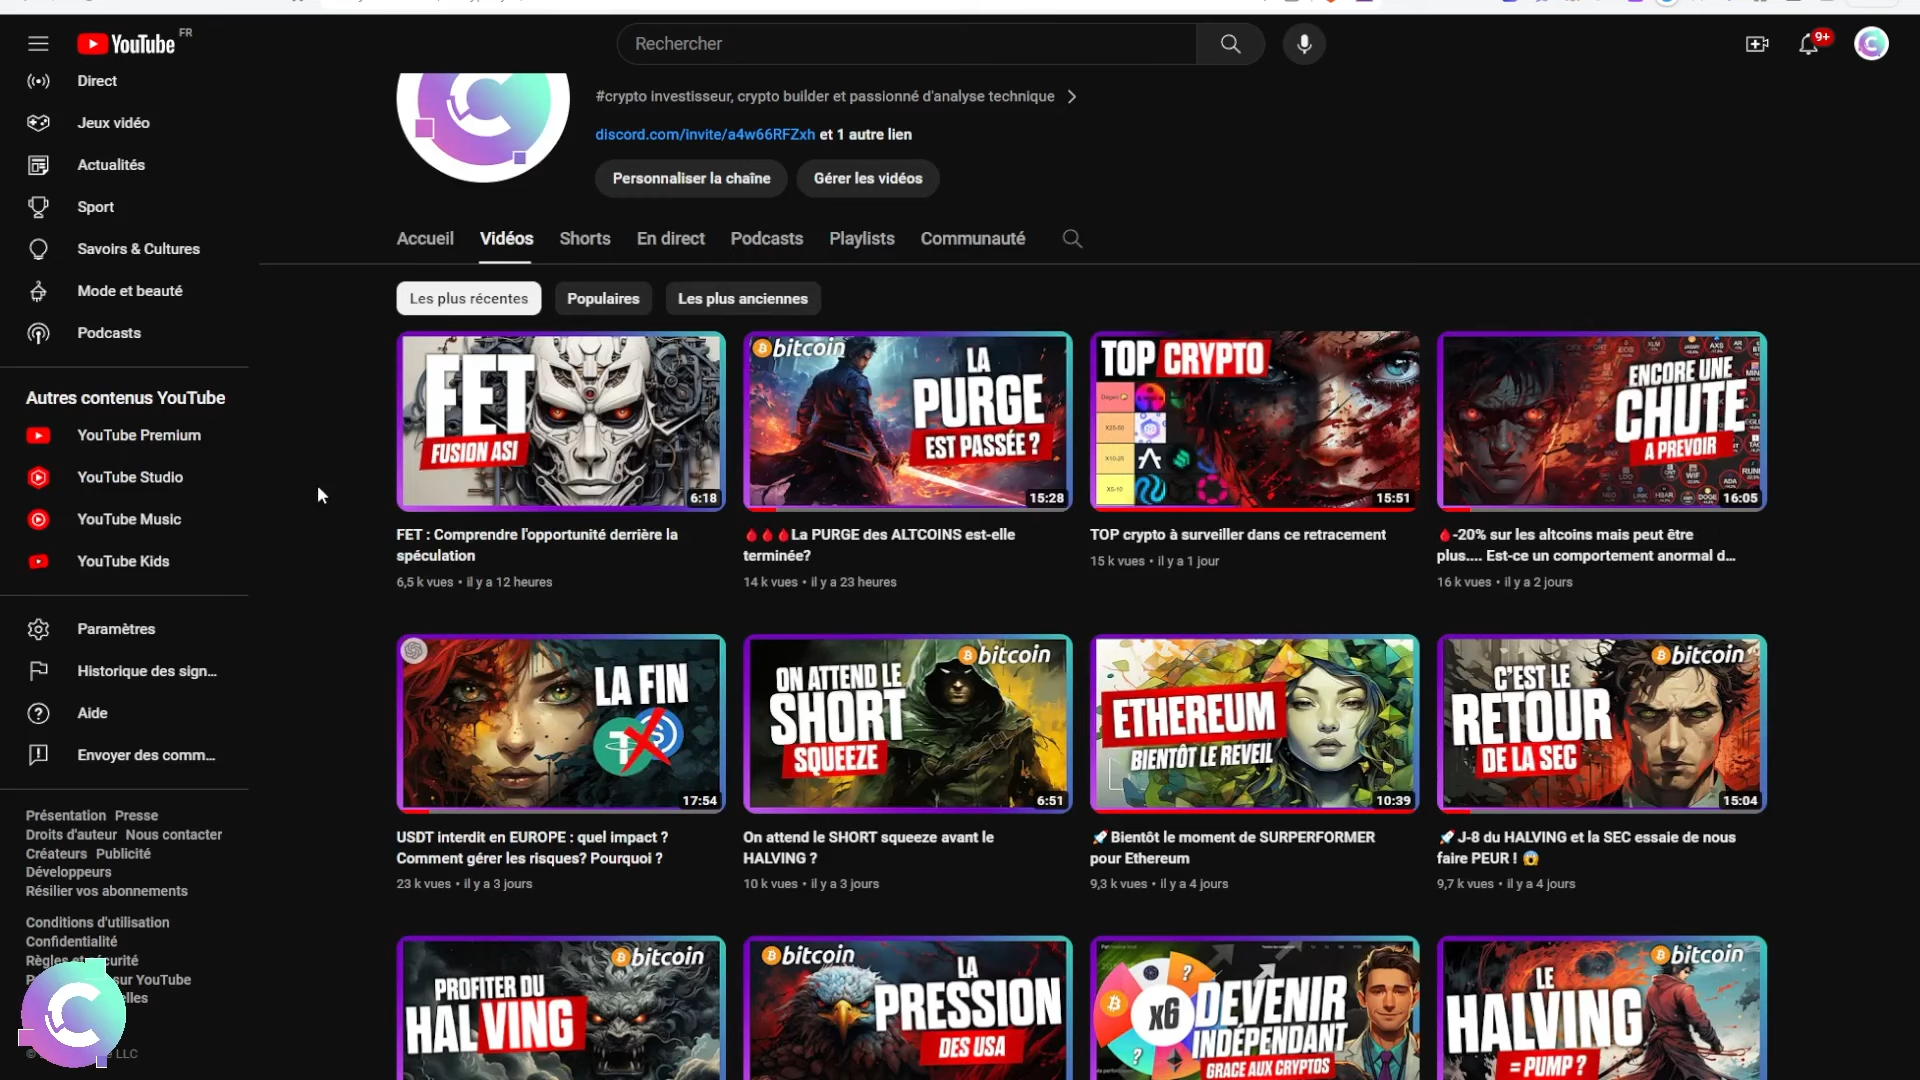 YouTube FR
Rechercher
9+
Direct
Jeux vidéo
Actualités
Sport
Savoirs & Cultures
Mode et beauté
Podcasts
Autres contenus YouTube
YouTube Premium
YouTube Studio
YouTube Music
YouTube Kids
Paramètres
Historique des sign...
Aide
Envoyer des comm...
Présentation Presse
Droits d'auteur Nous contacter
Créateurs Publicité
Développeurs
Résilier vos abonnements
Conditions d'utilisation
Confidentialité
sur YouTube
LLC
#crypto investisseur, crypto builder et passionné d'analyse technique
discord.com/invite/a4w66RFZxh et 1 autre lien
Personnaliser la chaîne Gérer les vidéos
Accueil Vidéos Shorts En direct Podcasts Playlists Communauté
Les plus récentes Populaires Les plus anciennes
FET
FUSION ASI
6:18
FET : Comprendre l'opportunité derrière la
spéculation
6,5 k vues • il y a 12 heures
bitcoin
LA
PURGE
EST PASSÉE ?
15:28
🩸🩸🩸La PURGE des ALTCOINS est-elle
terminée?
14 k vues • il y a 23 heures
TOP CRYPTO
X10-25
X5-10
15:51
TOP crypto à surveiller dans ce retracement
15 k vues • il y a 1 jour
ENCORE UNE
CHUTE
A PREVOIR
16:05
🩸-20% sur les altcoins mais peut être
plus.... Est-ce un comportement anormal d...
16 k vues • il y a 2 jours
LA FIN
17:54
USDT interdit en EUROPE : quel impact ?
Comment gérer les risques? Pourquoi ?
23 k vues • il y a 3 jours
bitcoin
ON ATTEND LE
SHORT
SQUEEZE
6:51
On attend le SHORT squeeze avant le
HALVING ?
10 k vues • il y a 3 jours
ETHEREUM
BIENTÔT LE REVEIL
10:39
🚀Bientôt le moment de SURPERFORMER
pour Ethereum
9,3 k vues • il y a 4 jours
bitcoin
C'EST LE
RETOUR
DE LA SEC
15:04
🚀J-8 du HALVING et la SEC essaie de nous
faire PEUR ! 😱
9,7 k vues • il y a 4 jours
bitcoin
PROFITER DU
HALVING
bitcoin
LA
PRESSION
DES USA
x6
DEVENIR
INDÉPENDANT
GRACE AUX CRYPTOS
bitcoin
LE
HALVING
= PUMP ?